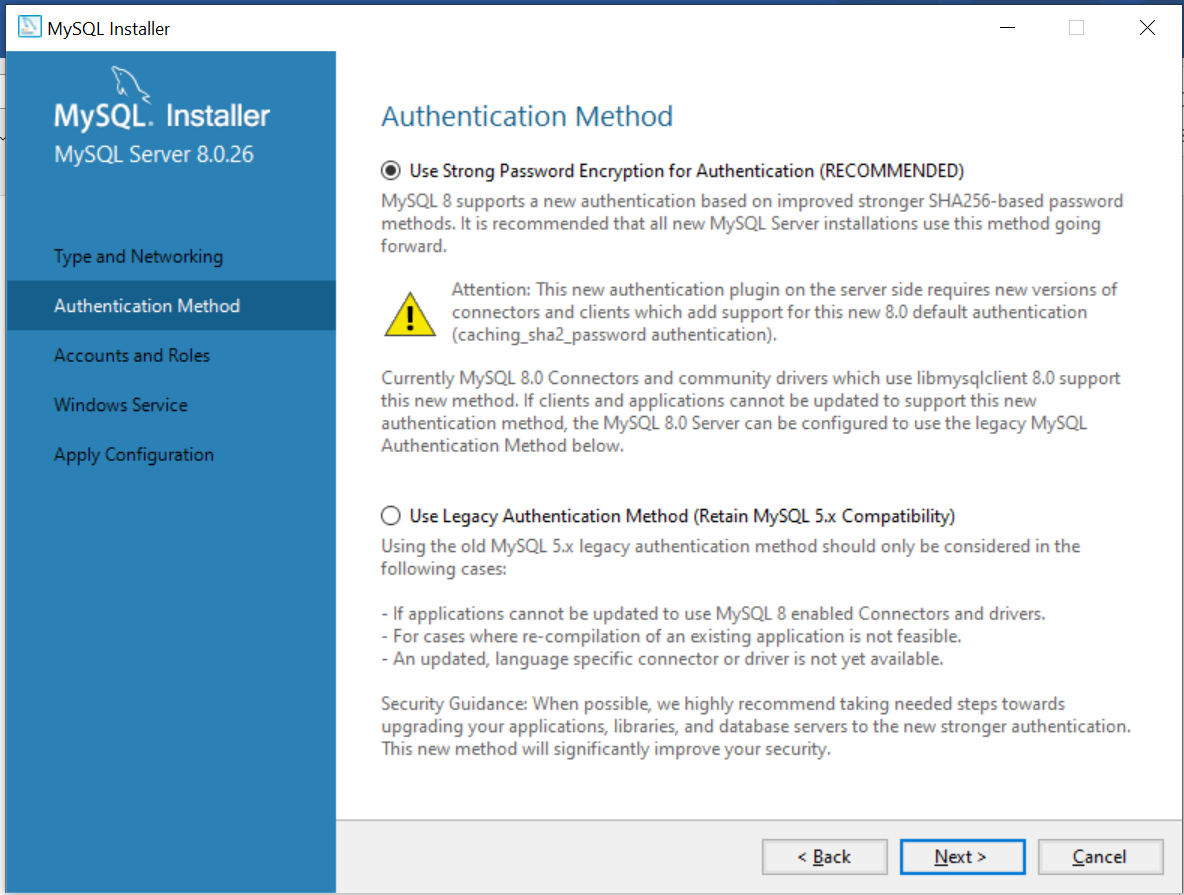 MySQL Installer
MySQL. Installer
MySQL Server 8.0.26
Type and Networking
Authentication Method
Accounts and Roles
Windows Service
Apply Configuration
Authentication Method
Use Strong Password Encryption for Authentication (RECOMMENDED)
MySQL 8 supports a new authentication based on improved stronger SHA256-based password
methods. It is recommended that all new MySQL Server installations use this method going
forward.
Attention: This new authentication plugin on the server side requires new versions of
connectors and clients which add support for this new 8.0 default authentication
(caching_sha2_password authentication).
Currently MySQL 8.0 Connectors and community drivers which use libmysqlclient 8.0 support
this new method. If clients and applications cannot be updated to support this new
authentication method, the MySQL 8.0 Server can be configured to use the legacy MySQL
Authentication Method below.
Use Legacy Authentication Method (Retain MySQL 5.x Compatibility)
Using the old MySQL 5.x legacy authentication method should only be considered in the
following cases:
- If applications cannot be updated to use MySQL 8 enabled Connectors and drivers.
- For cases where re-compilation of an existing application is not feasible.
- An updated, language specific connector or driver is not yet available.
Security Guidance: When possible, we highly recommend taking needed steps towards
upgrading your applications, libraries, and database servers to the new stronger authentication.
This new method will significantly improve your security.
< Back
Next >
Cancel